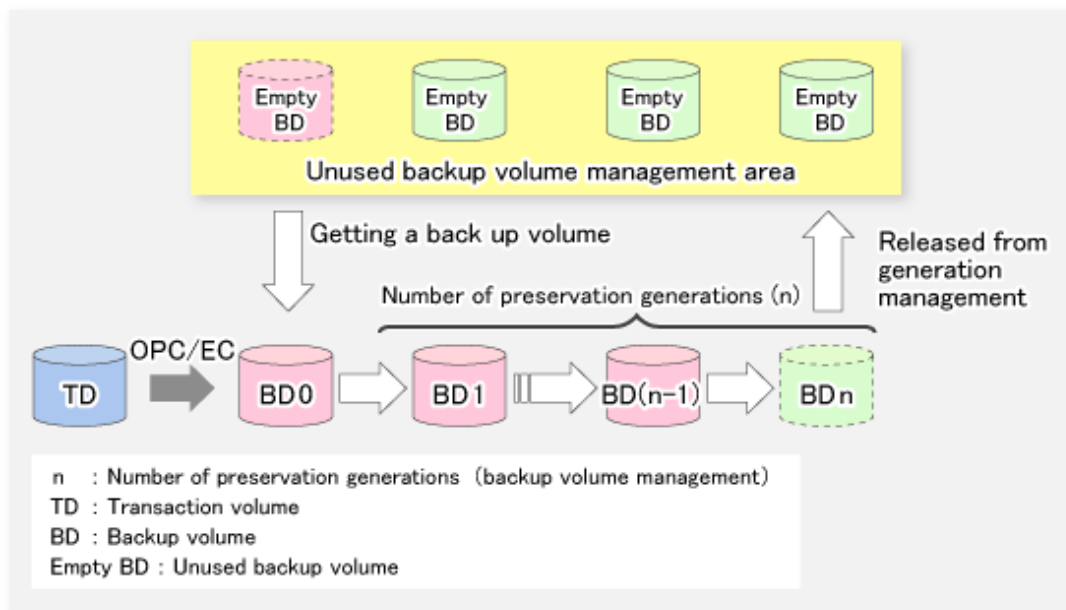 Empty
BD
Empty
BD
Empty
BD
Empty
BD
Unused backup volume management area
Getting a back up volume
Released from
generation
management
Number of preservation generations (n)
OPC/EC
TD
BD0
BD1
BD(n-1)
BDn
n : Number of preservation generations (backup volume management)
TD : Transaction volume
BD : Backup volume
Empty BD : Unused backup volume